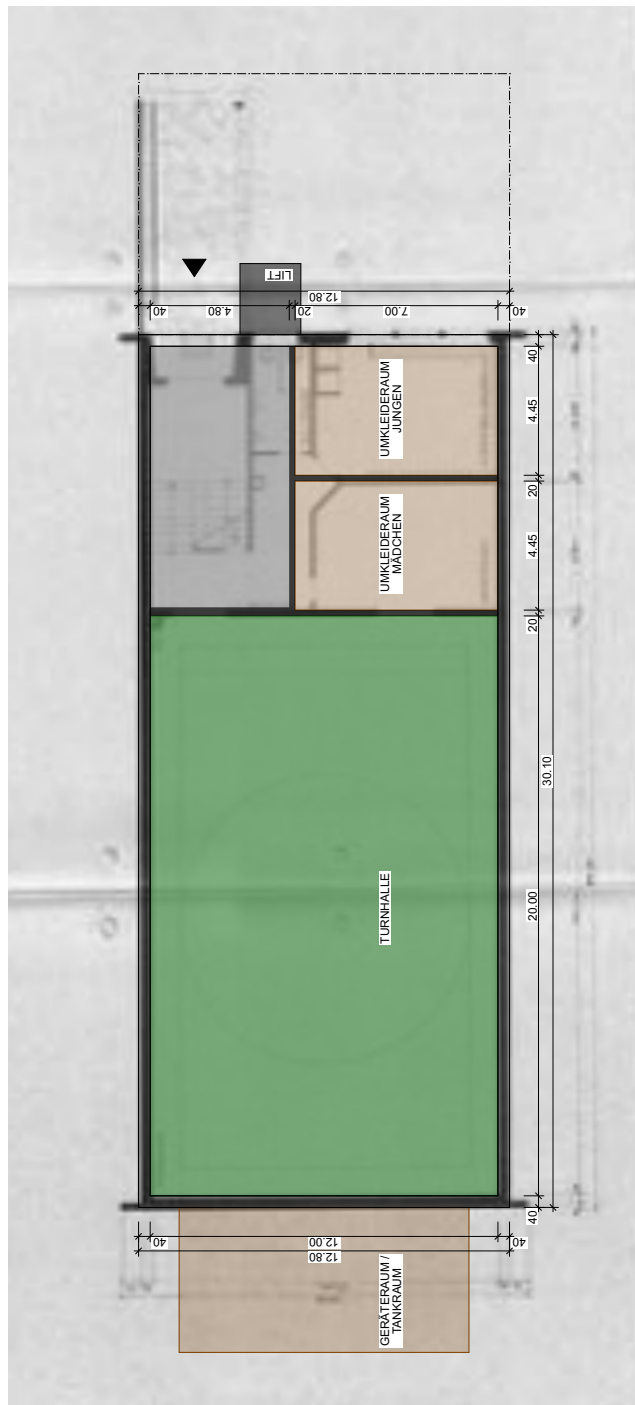 LIFT
12.80
40
4.80
20
7.00
40
UMKLEIDERAUM
JUNGEN
40
4.45
20
UMKLEIDERAUM
MÄDCHEN
4.45
20
30.10
TURNHALLE
20.00
40
40
12.00
40
12.80
GERÄTERAUM /
TANKRAUM